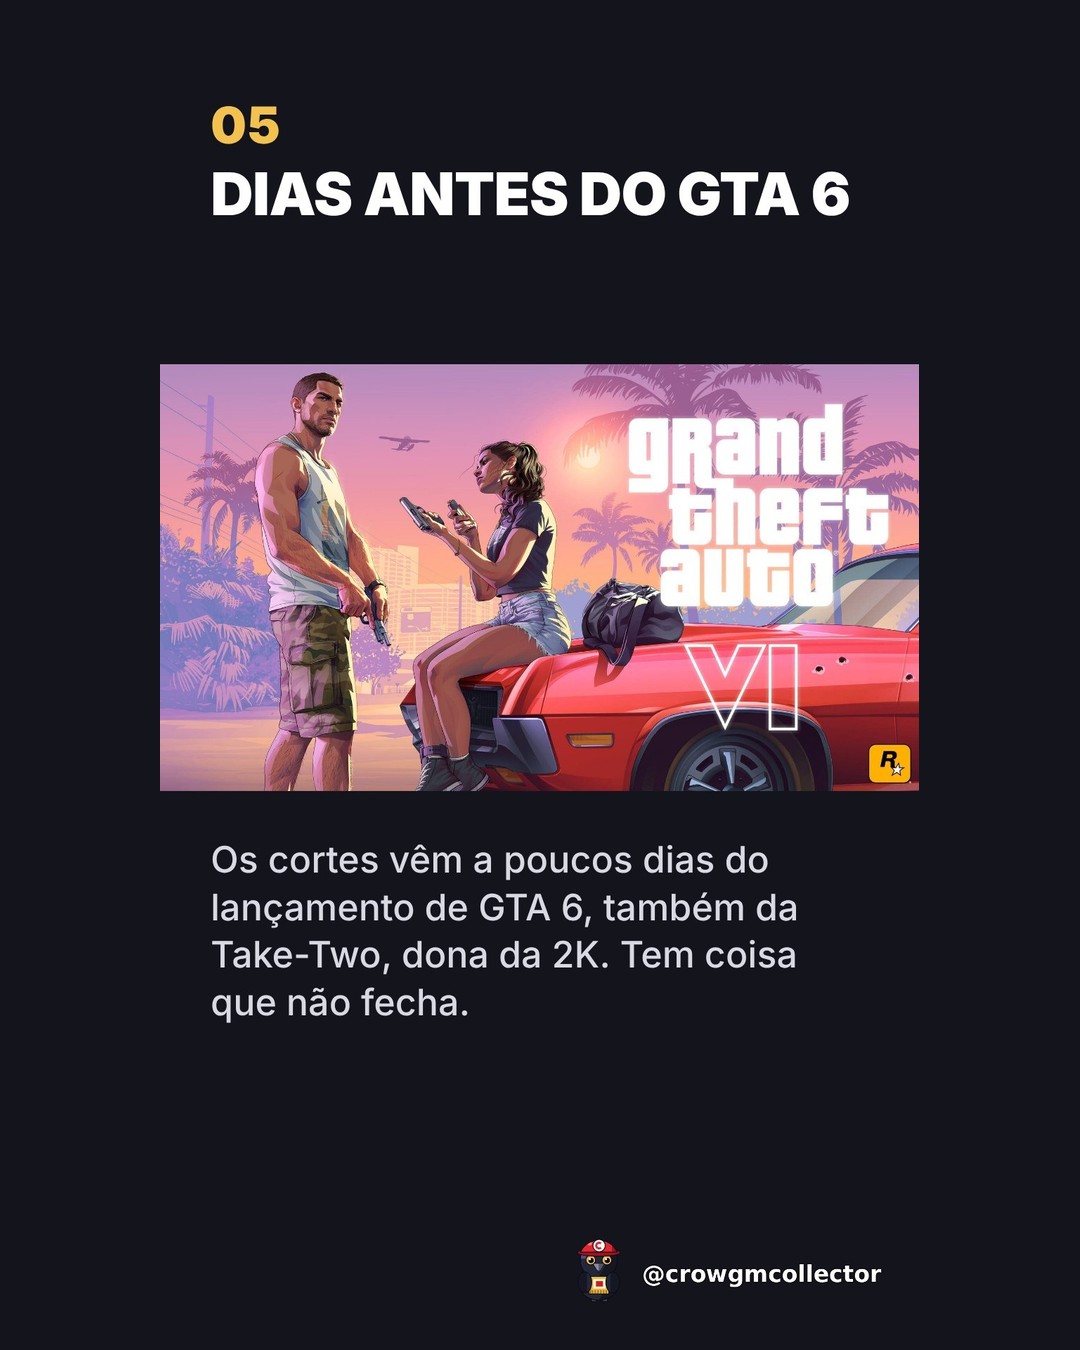 05
DIAS ANTES DO GTA 6
grand
theft
auto
VI
R
Os cortes vêm a poucos dias do
lançamento de GTA 6, também da
Take-Two, dona da 2K. Tem coisa
que não fecha.
C
@crowgmcollector